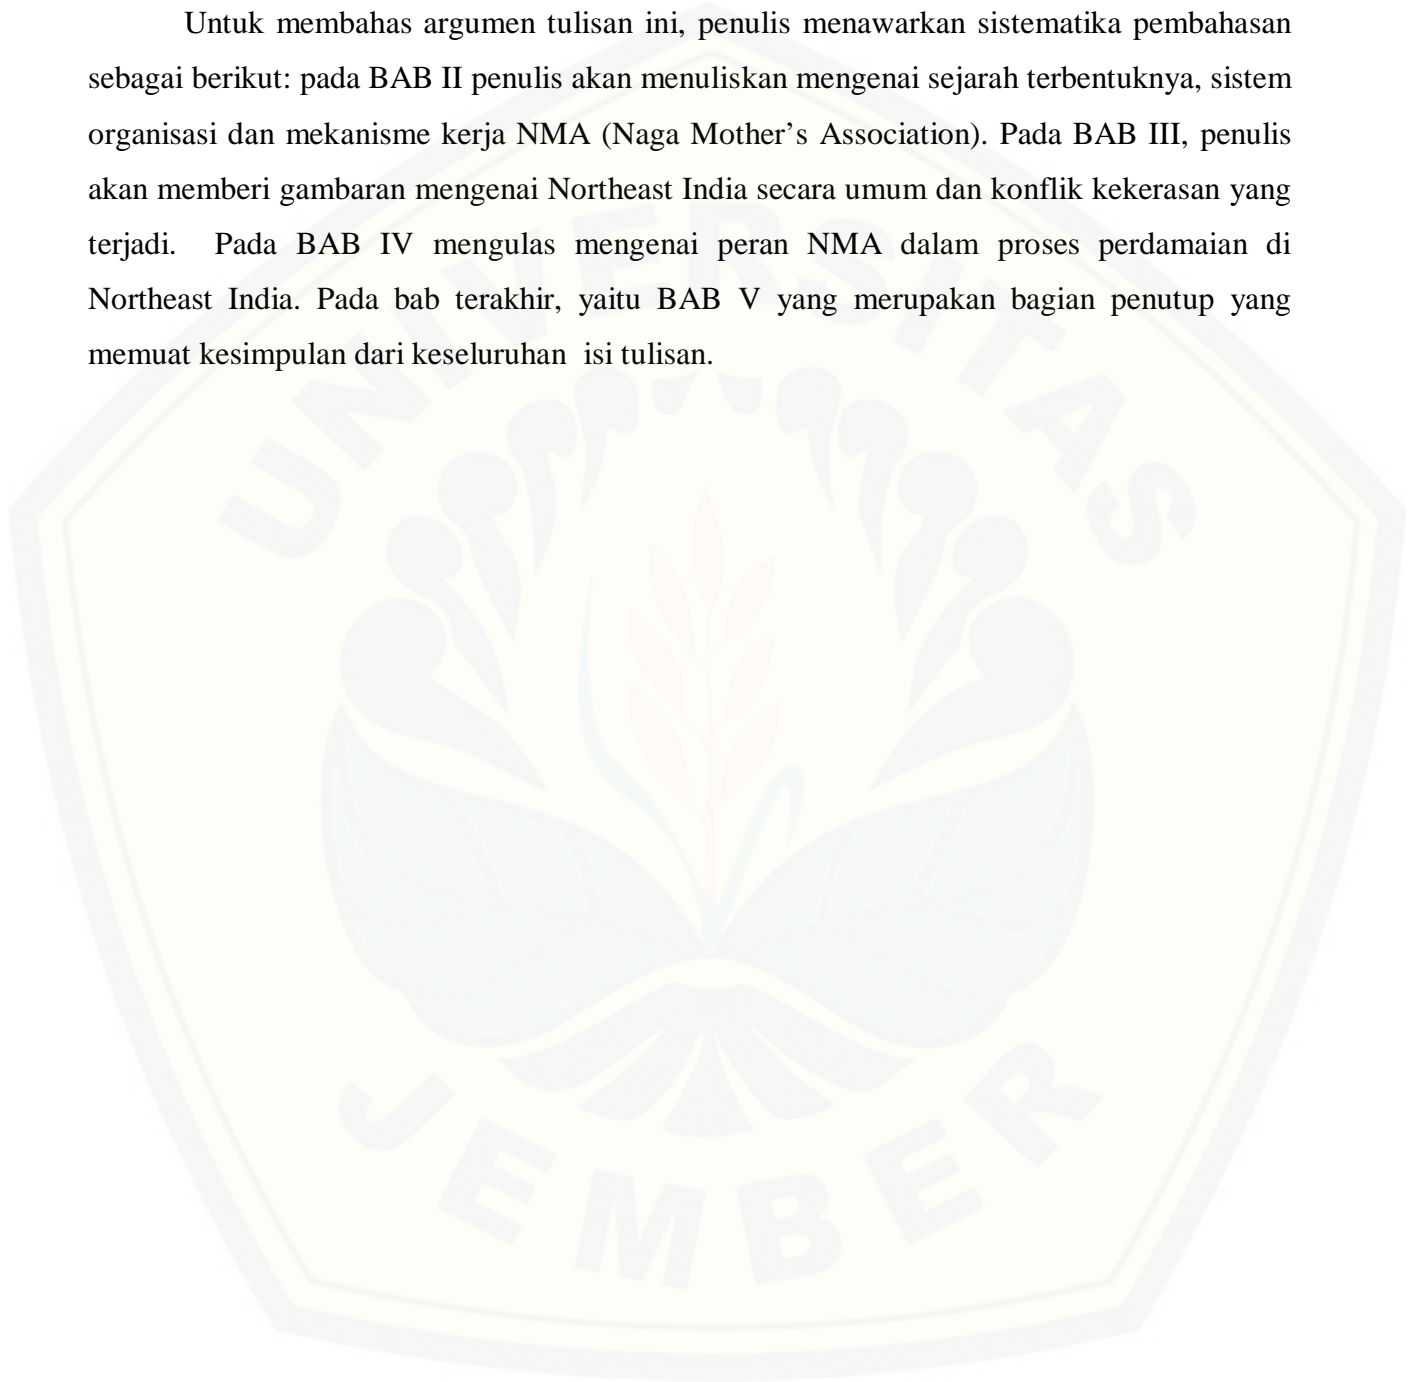 Untuk membahas argumen tulisan ini, penulis menawarkan sistematika pembahasan
sebagai berikut: pada BAB II penulis akan menuliskan mengenai sejarah terbentuknya, sistem
organisasi dan mekanisme kerja NMA (Naga Mother’s Association). Pada BAB III, penulis
akan memberi gambaran mengenai Northeast India secara umum dan konflik kekerasan yang
terjadi. Pada BAB IV mengulas mengenai peran NMA dalam proses perdamaian di
Northeast India. Pada bab terakhir, yaitu BAB V yang merupakan bagian penutup yang
memuat kesimpulan dari keseluruhan isi tulisan.
UNIVERSITAS
JEMBER